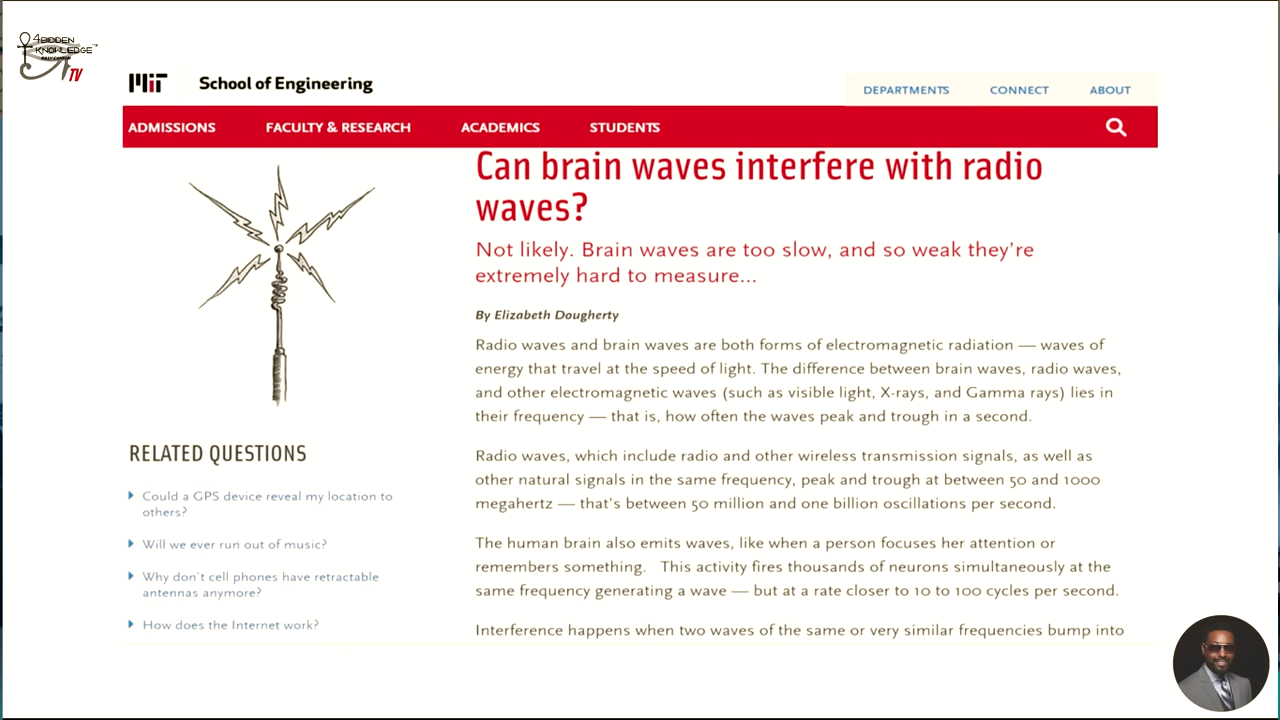 4BIDDEN
KNOWLEDGE
TV
MIT
School of Engineering
DEPARTMENTS CONNECT ABOUT
ADMISSIONS FACULTY & RESEARCH ACADEMICS STUDENTS
Can brain waves interfere with radio
waves?
Not likely. Brain waves are too slow, and so weak they're
extremely hard to measure...
By Elizabeth Dougherty
Radio waves and brain waves are both forms of electromagnetic radiation — waves of
energy that travel at the speed of light. The difference between brain waves, radio waves,
and other electromagnetic waves (such as visible light, X-rays, and Gamma rays) lies in
their frequency — that is, how often the waves peak and trough in a second.
Radio waves, which include radio and other wireless transmission signals, as well as
other natural signals in the same frequency, peak and trough at between 50 and 1000
megahertz — that's between 50 million and one billion oscillations per second.
The human brain also emits waves, like when a person focuses her attention or
remembers something. This activity fires thousands of neurons simultaneously at the
same frequency generating a wave — but at a rate closer to 10 to 100 cycles per second.
Interference happens when two waves of the same or very similar frequencies bump into
RELATED QUESTIONS
Could a GPS device reveal my location to
others?
Will we ever run out of music?
Why don't cell phones have retractable
antennas anymore?
How does the Internet work?